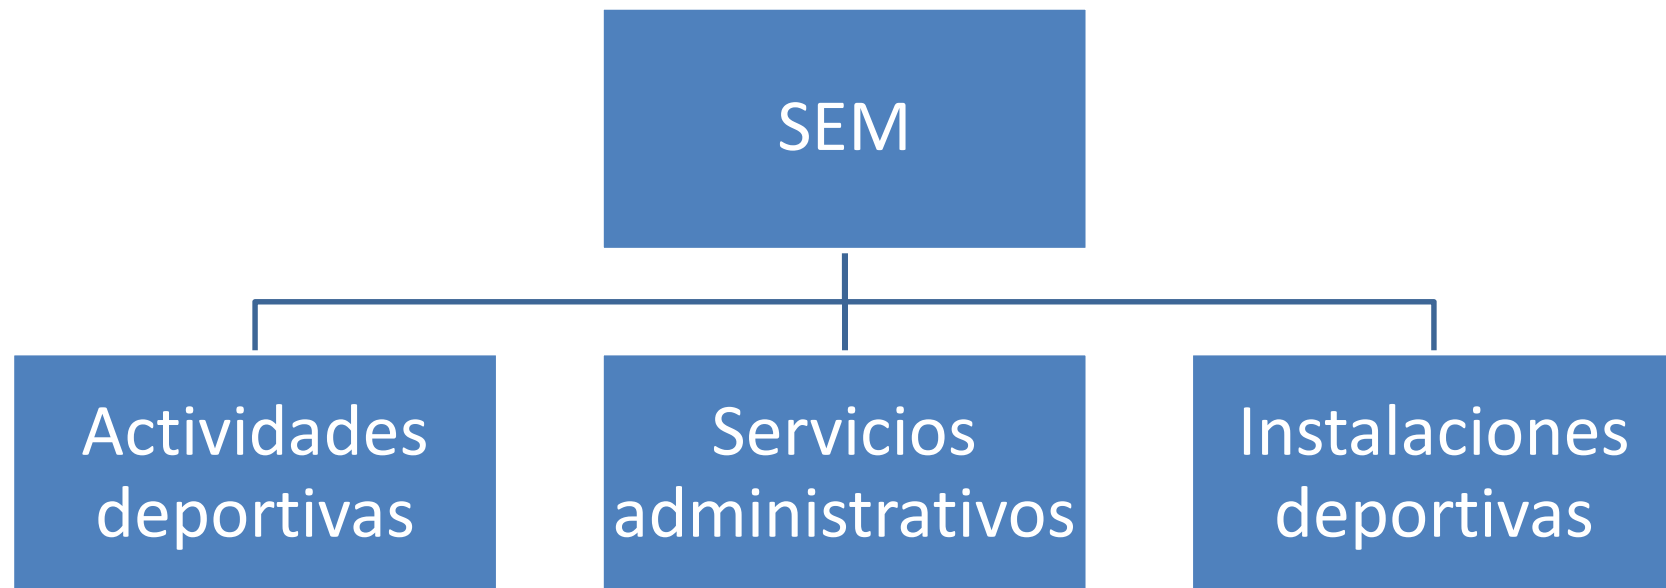 SEM
Actividades
deportivas
Servicios
administrativos
Instalaciones
deportivas